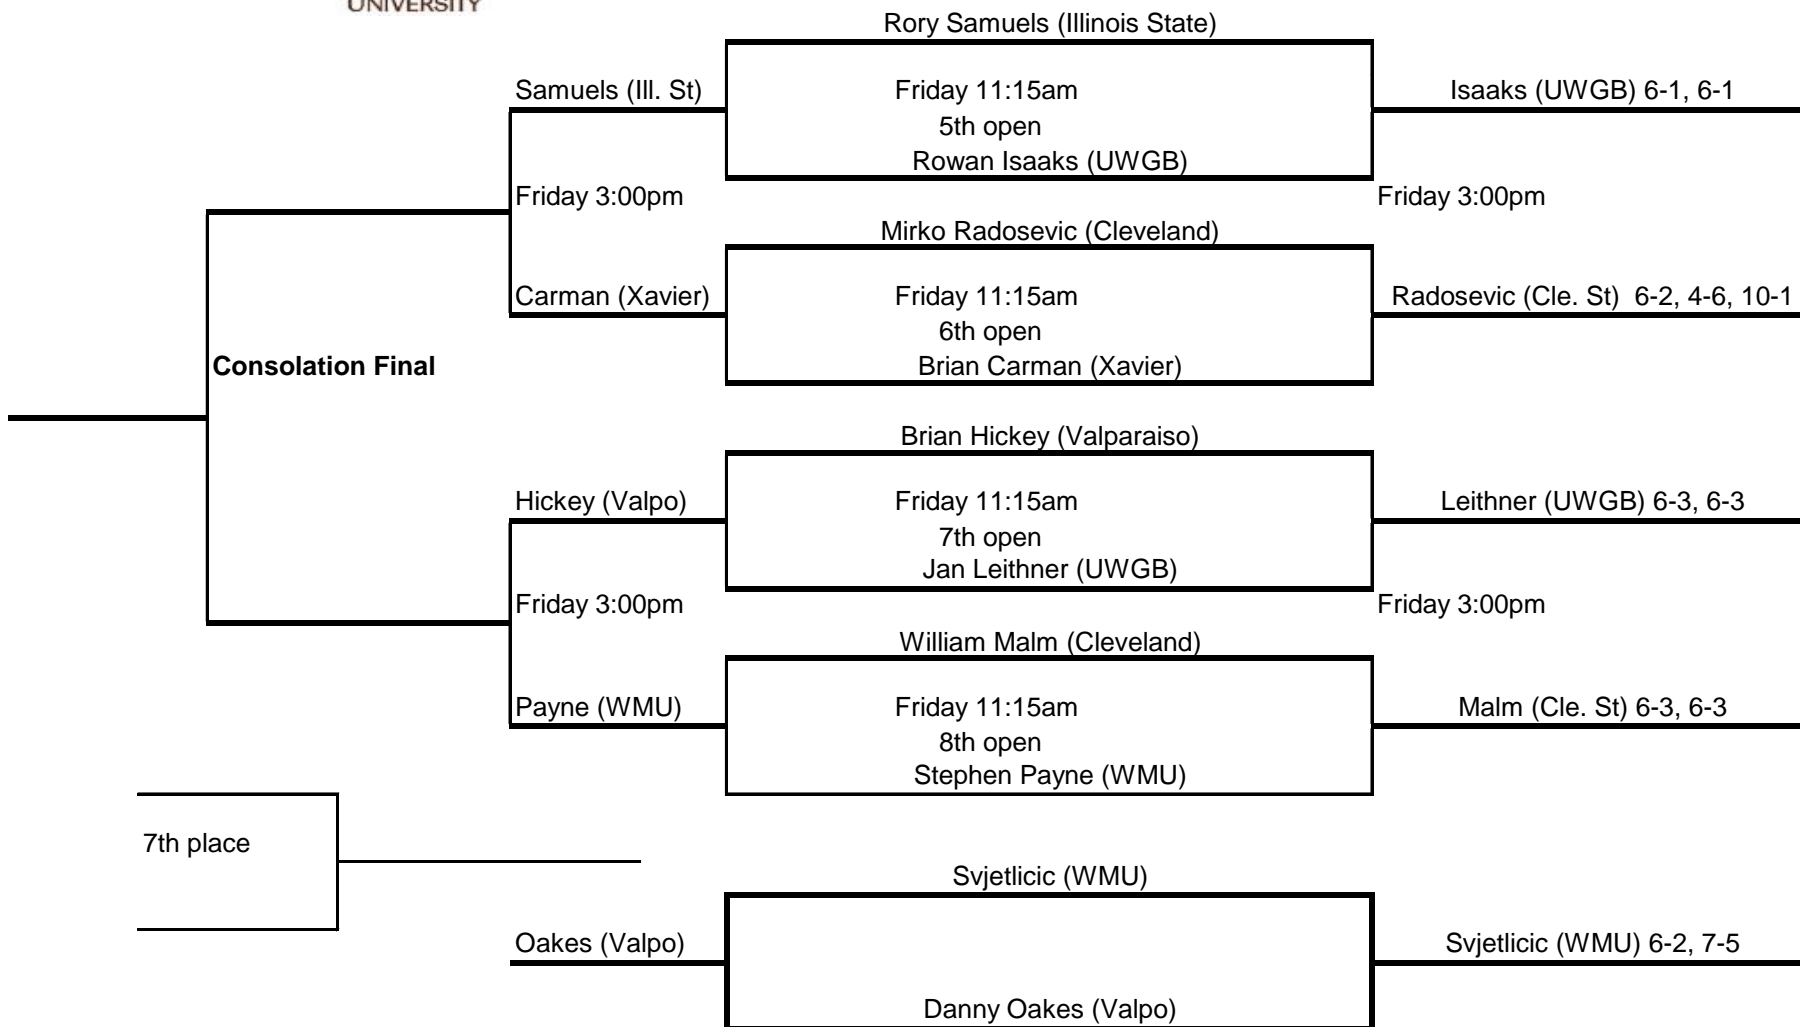 UNIVERSITY
Rory Samuels (Illinois State)
Samuels (Ill. St)
Friday 11:15am
Isaaks (UWGB) 6-1, 6-1
5th open
Rowan Isaaks (UWGB)
Friday 3:00pm
Friday 3:00pm
Mirko Radosevic (Cleveland)
Carman (Xavier)
Friday 11:15am
Radosevic (Cle. St)  6-2, 4-6, 10-1
6th open
Consolation Final
Brian Carman (Xavier)
Brian Hickey (Valparaiso)
Hickey (Valpo)
Friday 11:15am
Leithner (UWGB) 6-3, 6-3
7th open
Jan Leithner (UWGB)
Friday 3:00pm
Friday 3:00pm
William Malm (Cleveland)
Payne (WMU)
Friday 11:15am
Malm (Cle. St) 6-3, 6-3
8th open
Stephen Payne (WMU)
7th place
Svjetlicic (WMU)
Oakes (Valpo)
Svjetlicic (WMU) 6-2, 7-5
Danny Oakes (Valpo)